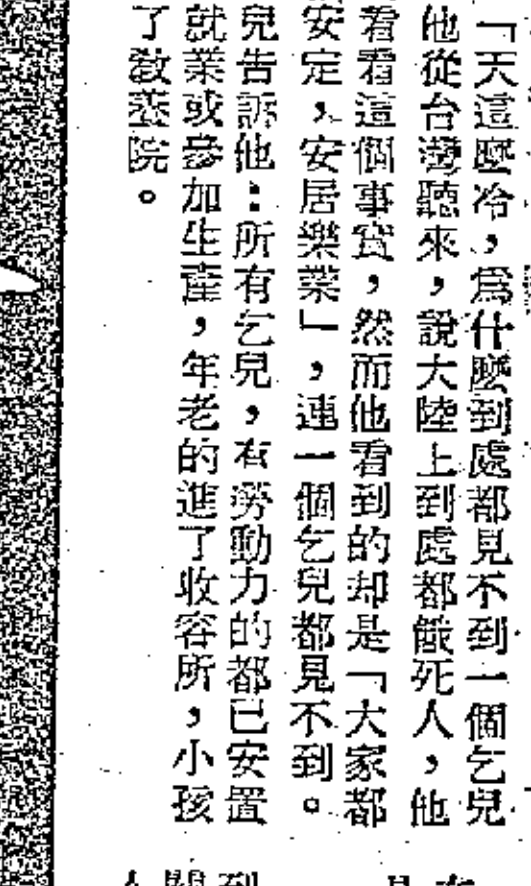 「天這麼冷，爲什麼到處都見不到一個乞兒
他從台灣聽來，說大陸上到處都餓死人，他
看看這個事實，然而他看到的却是「大家都
安定，安居樂業」，連一個乞兒都見不到。
兒告訴他：所有乞兒，有勞動力的都已安置
就業或參加生產，年老的進了收容所，小孩
了敎養院。